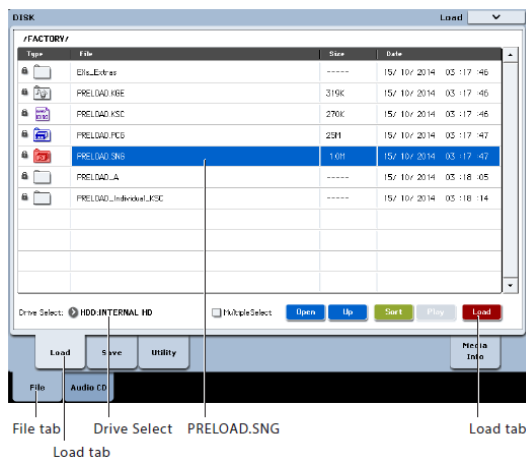 DISK Load
/FACTORY/
Type File Size Date
EXs_Extras ----- 15/ 10/ 2014 03 :17 :46
PRELOAD.KGE 319K 15/ 10/ 2014 03 :17 :46
PRELOAD.KSC 270K 15/ 10/ 2014 03 :17 :46
PRELOAD.PCG 25M 15/ 10/ 2014 03 :17 :47
PRELOAD.SNG 1.0M 15/ 10/ 2014 03 :17 :47
PRELOAD_A ----- 15/ 10/ 2014 03 :18 :05
PRELOAD_Individual_KSC ----- 15/ 10/ 2014 03 :18 :14
Drive Select: HDD:INTERNAL HD Multiple Select Open Up Sort Play Load
Load Save Utility Media Info
File Audio CD
File tab Drive Select PRELOAD.SNG Load tab
Load tab